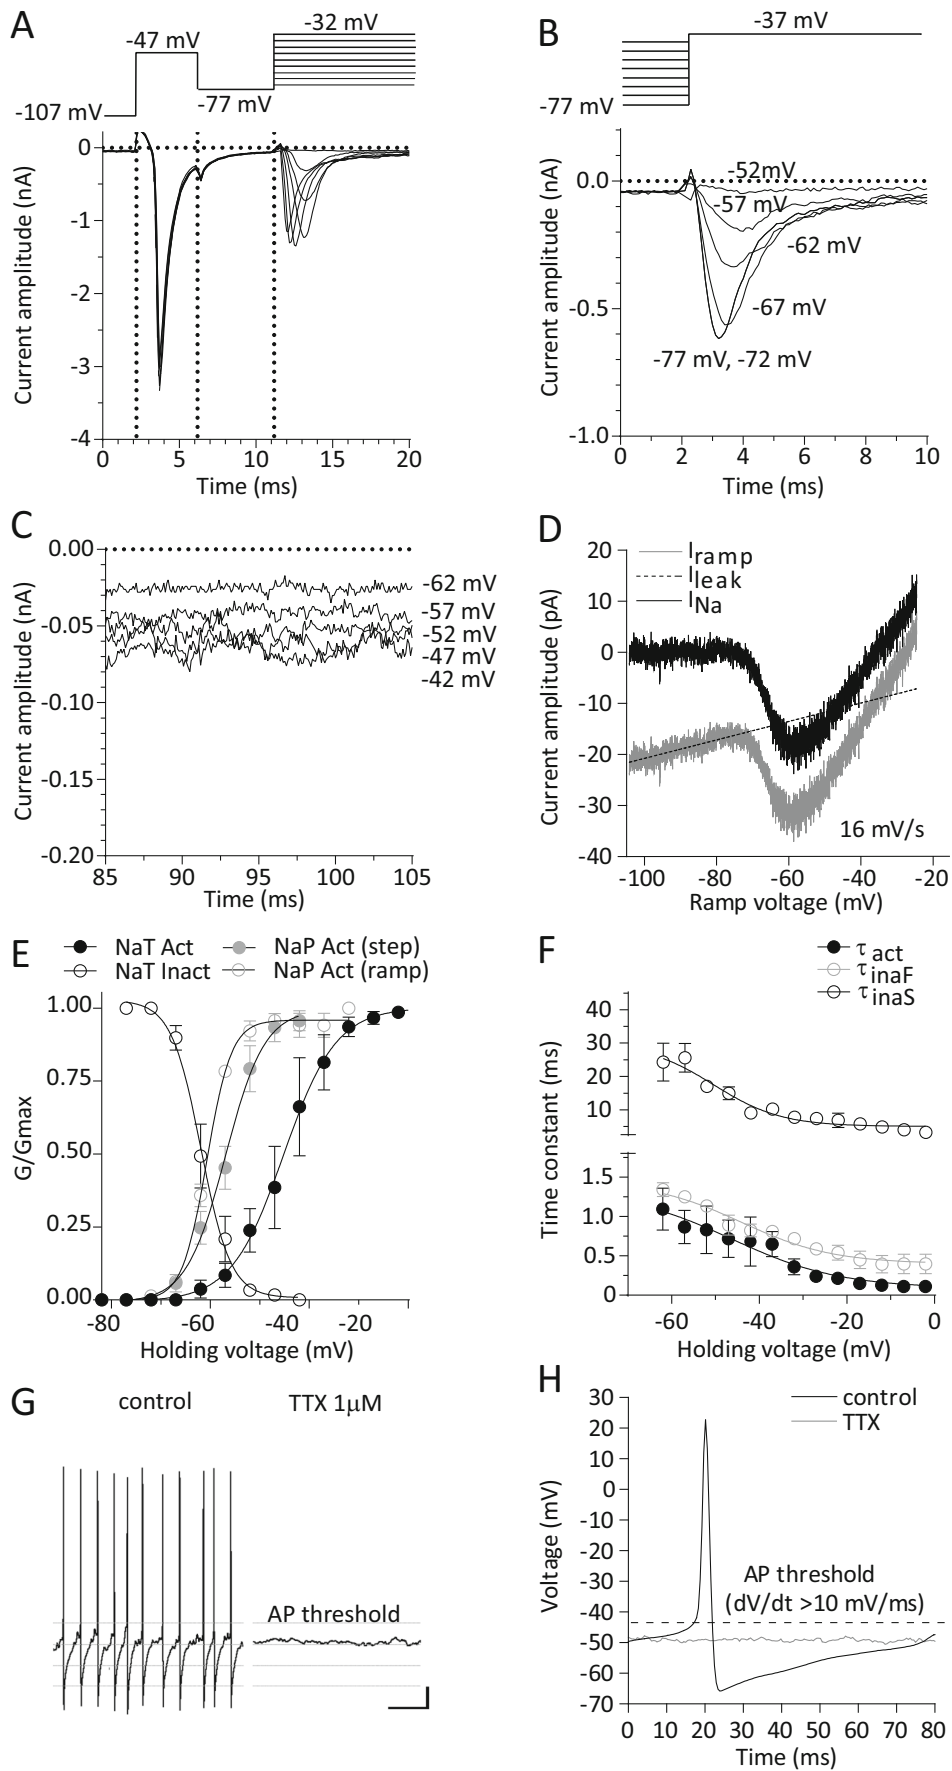 A
-47 mV
-32 mV
-107 mV
-77 mV
Current amplitude (nA)
0
-1
-2
-3
-4
0 5 10 15 20
Time (ms)
B
-37 mV
-77 mV
Current amplitude (nA)
0.0
-0.5
-1.0
-52mV
-57 mV
-62 mV
-67 mV
-77 mV, -72 mV
0 2 4 6 8 10
Time (ms)
C
Current amplitude (nA)
0.00
-0.05
-0.10
-0.15
-0.20
-62 mV
-57 mV
-52 mV
-47 mV
-42 mV
85 90 95 100 105
Time (ms)
D
Current amplitude (pA)
20
10
0
-10
-20
-30
-40
I ramp
I leak
I Na
16 mV/s
-100 -80 -60 -40 -20
Ramp voltage (mV)
E
NaT Act
NaP Act (step)
NaT Inact
NaP Act (ramp)
G/Gmax
1.00
0.75
0.50
0.25
0.00
-80 -60 -40 -20
Holding voltage (mV)
F
τ act
τ inaF
τ inaS
Time constant (ms)
40
30
20
10
1.5
1.0
0.5
0
-60 -40 -20 0
Holding voltage (mV)
G
control
TTX 1μM
AP threshold
H
control
TTX
Voltage (mV)
30
20
10
0
-10
-20
-30
-40
-50
-60
-70
AP threshold
(dV/dt >10 mV/ms)
0 10 20 30 40 50 60 70 80
Time (ms)